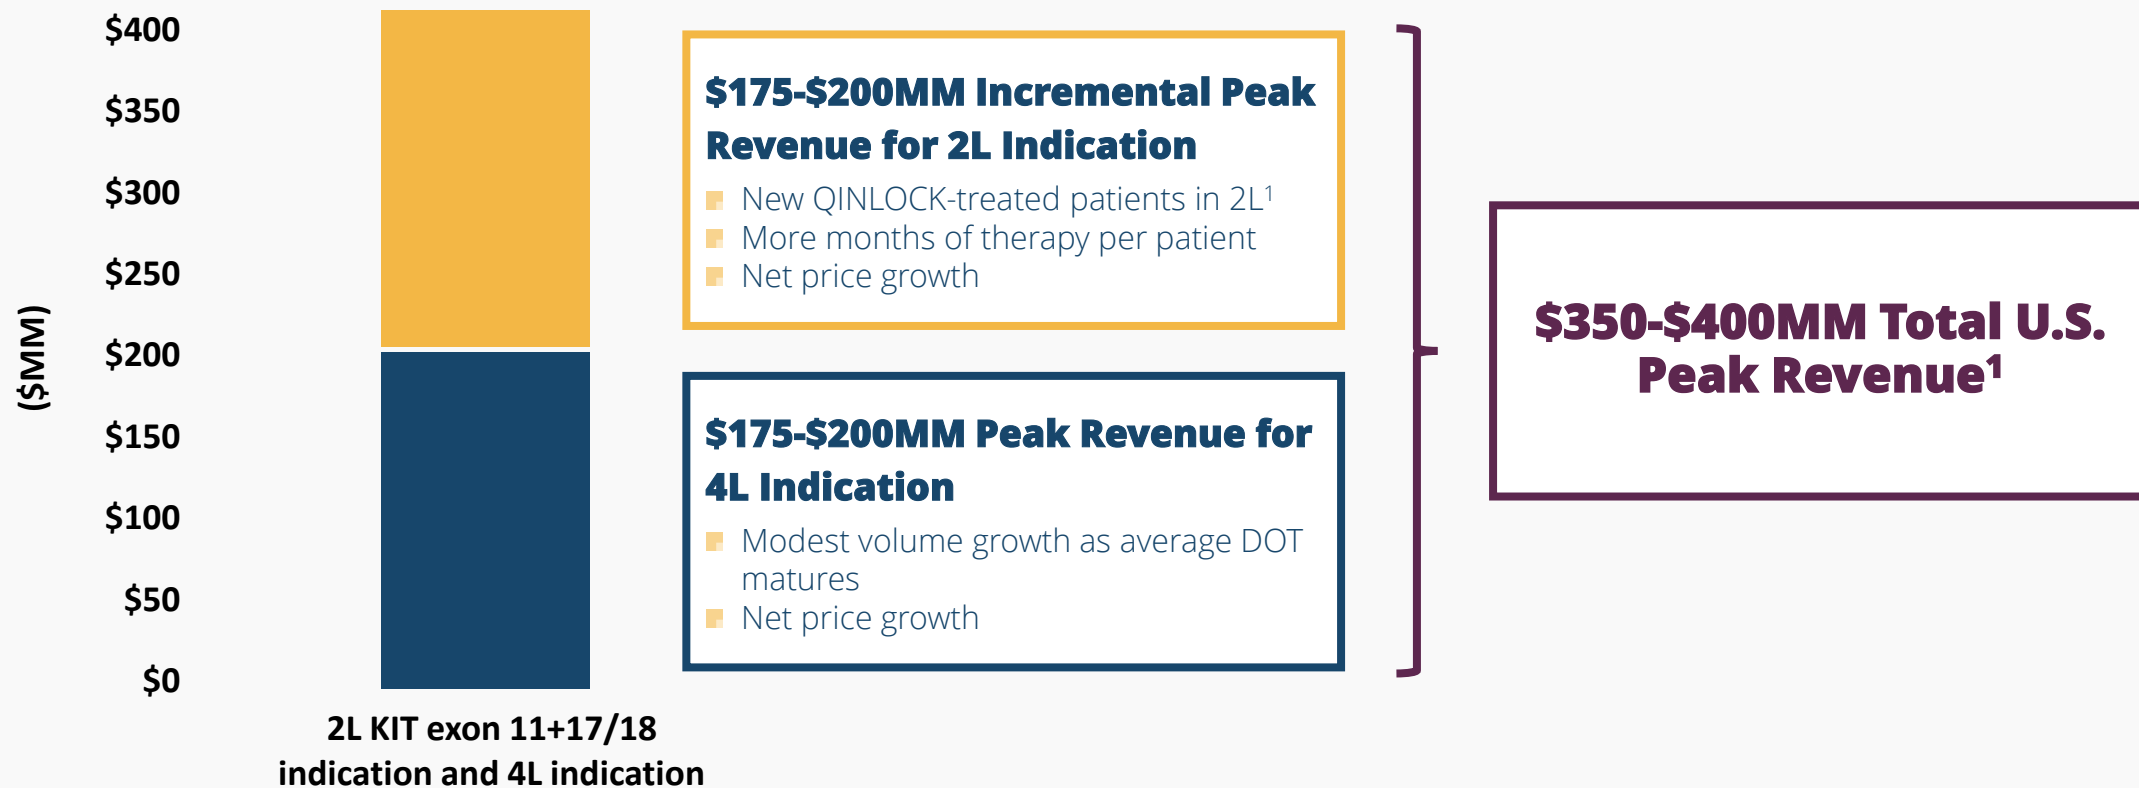 $400
$350
$300
$250
$200
$150
$100
$50
$0
($MM)
2L KIT exon 11+17/18
indication and 4L indication
$175-$200MM Incremental Peak
Revenue for 2L Indication
New QINLOCK-treated patients in 2L¹
More months of therapy per patient
Net price growth
$175-$200MM Peak Revenue for
4L Indication
Modest volume growth as average DOT
matures
Net price growth
$350-$400MM Total U.S.
Peak Revenue¹